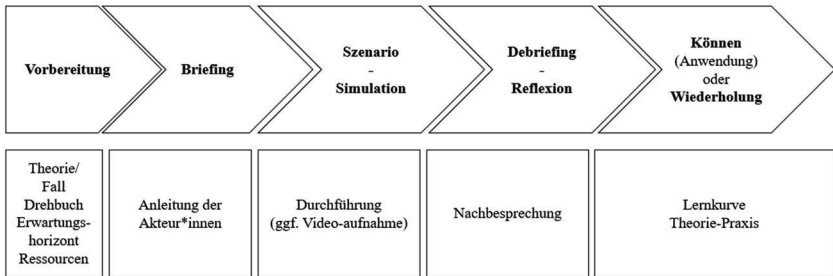 Vorbereitung
Briefing
Szenario
-
Simulation
Debriefing
-
Reflexion
Können
(Anwendung)
oder
Wiederholung
Theorie/
Fall
Drehbuch
Erwartungs-
horizont
Ressourcen
Anleitung der
Akteur*innen
Durchführung
(ggf. Video-aufnahme)
Nachbesprechung
Lernkurve
Theorie-Praxis